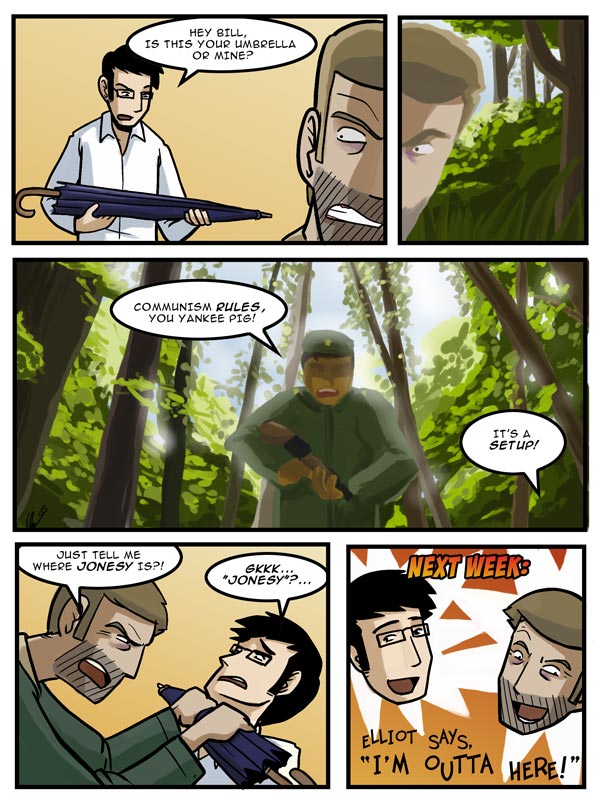 HEY BILL,
IS THIS YOUR UMBRELLA
OR MINE?
COMMUNISM RULES,
YOU YANKEE PIG!
IT'S A
SETUP!
JUST TELL ME
WHERE JONESY IS?!
GKKK...
"JONESY"?...
NEXT WEEK:
ELLIOT SAYS,
"I'M OUTTA HERE!"